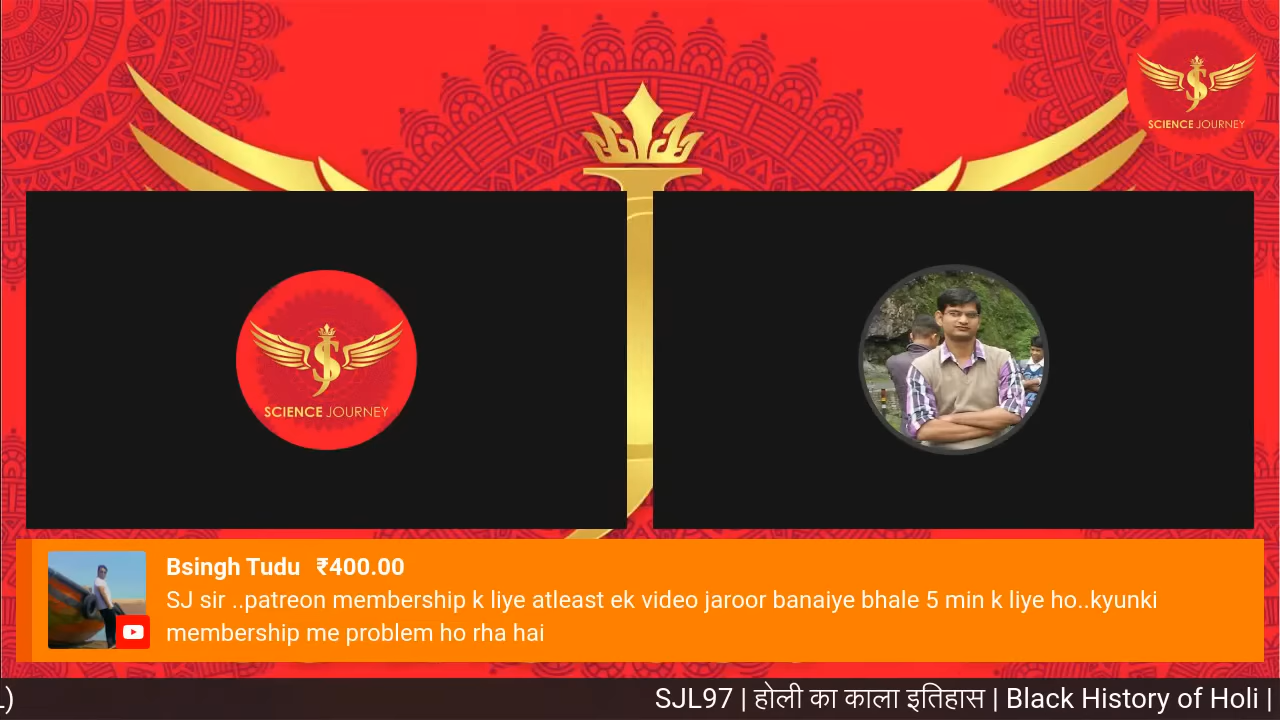 SCIENCE JOURNEY
SCIENCE JOURNEY
Bsingh Tudu ₹400.00
SJ sir ..patreon membership k liye atleast ek video jaroor banaiye bhale 5 min k liye ho..kyunki
membership me problem ho rha hai
SJL97 | होली का काला इतिहास | Black History of Holi |